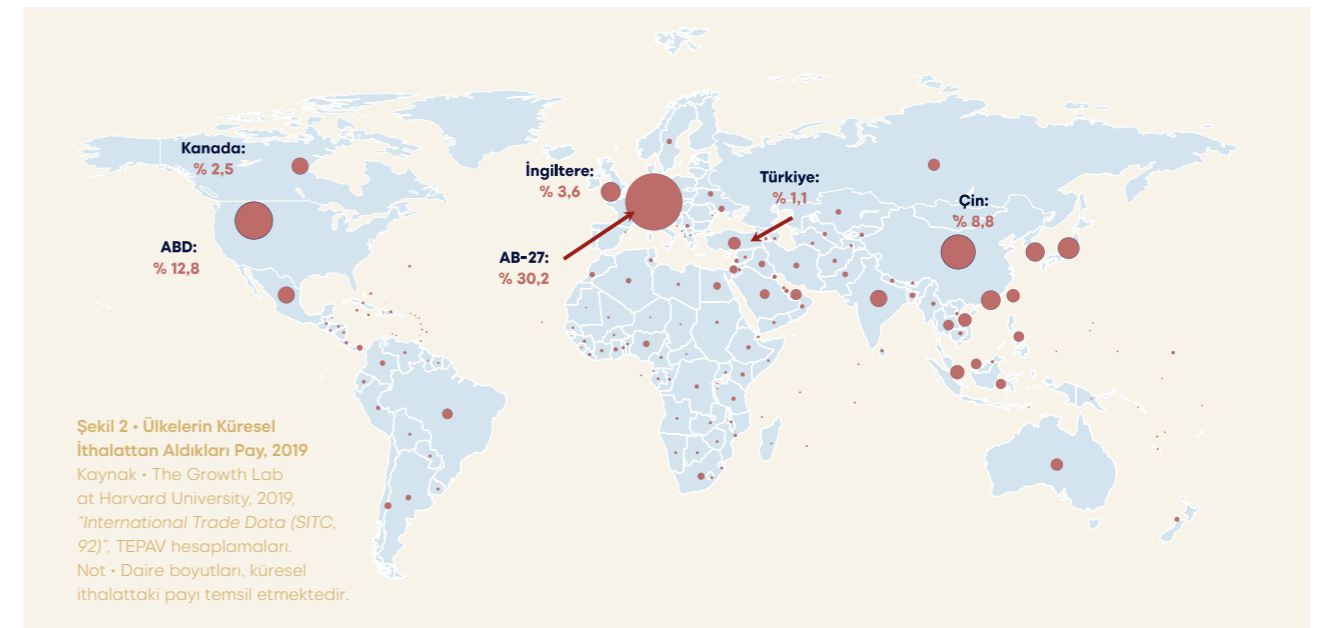 Kanada:
% 2,5
İngiltere:
% 3,6
Türkiye:
% 1,1
Çin:
% 8,8
ABD:
% 12,8
AB-27:
% 30,2
Şekil 2 • Ülkelerin Küresel
İthalattan Aldıkları Pay, 2019
Kaynak • The Growth Lab
at Harvard University, 2019,
“International Trade Data (SITC,
92)”, TEPAV hesaplamaları.
Not • Daire boyutları, küresel
ithalattaki payı temsil etmektedir.